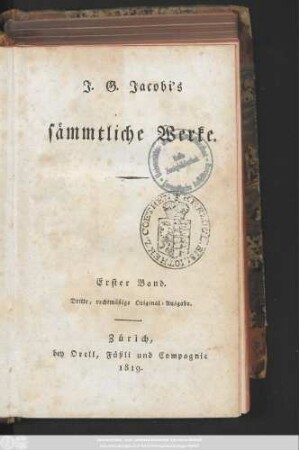 J. G. Jacobi's
sämmtliche Werke.
Erster Band.
Dritte, rechtmäßige Original-Ausgabe.
Zürich,
bey Orell, Füßli und Compagnie
1819.